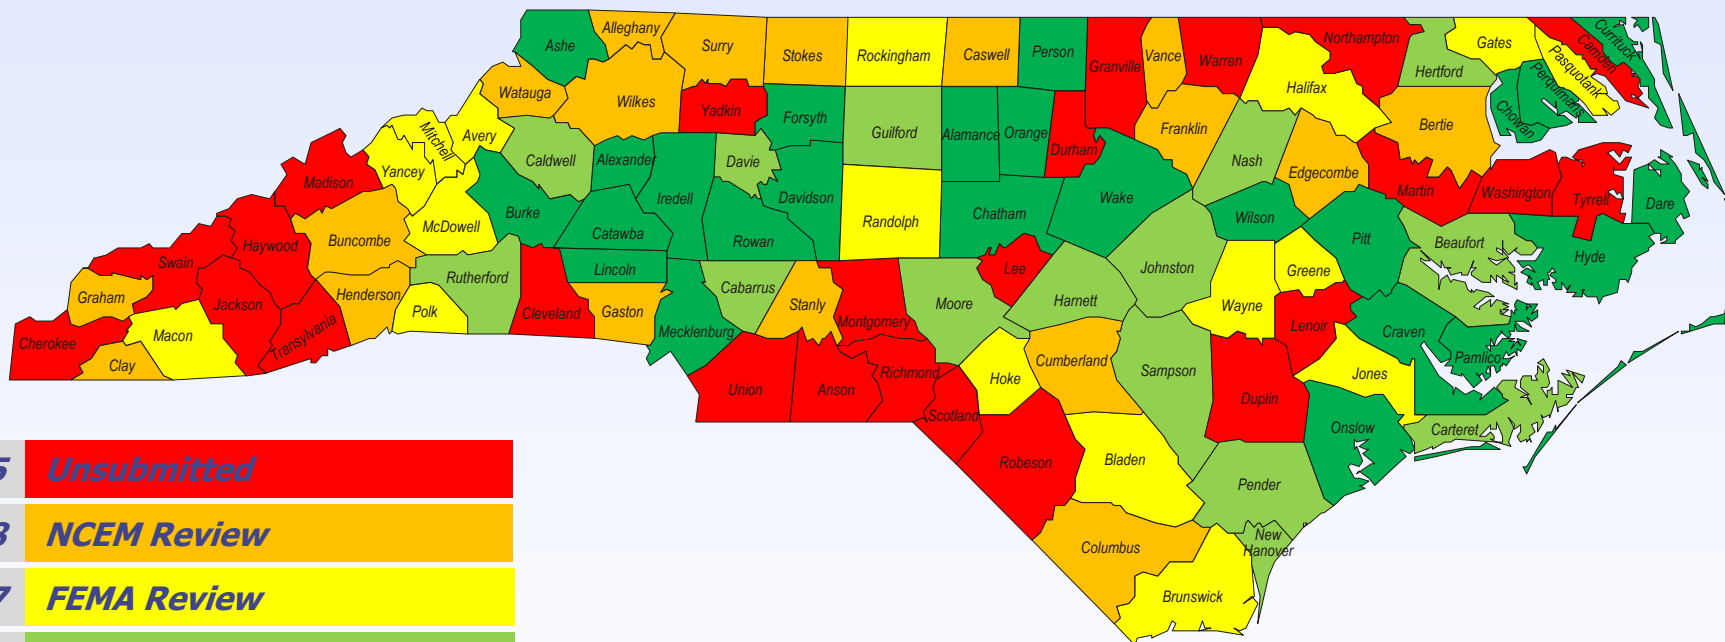 Ashe
Alleghany
Surry
Stokes
Rockingham
Caswell
Person
Granville
Vance
Warren
Northampton
Hertford
Gates
Camden
Currituck
Pasquotank
Perquimans
Chowan
Watauga
Wilkes
Yadkin
Forsyth
Guilford
Alamance
Orange
Durham
Franklin
Halifax
Bertie
Mitchell
Avery
Caldwell
Alexander
Davie
Nash
Edgecombe
Martin
Washington
Tyrrell
Dare
Madison
Yancey
Iredell
Davidson
Wake
Burke
McDowell
Catawba
Rowan
Randolph
Chatham
Wilson
Pitt
Beaufort
Hyde
Haywood
Buncombe
Swain
Rutherford
Lincoln
Cabarrus
Lee
Johnston
Greene
Graham
Jackson
Henderson
Polk
Cleveland
Gaston
Stanly
Moore
Harnett
Wayne
Mecklenburg
Montgomery
Lenoir
Craven
Cherokee
Macon
Transylvania
Clay
Pamlico
Union
Anson
Richmond
Hoke
Cumberland
Sampson
Jones
Scotland
Duplin
Onslow
Carteret
Robeson
Bladen
Pender
Columbus
New
Hanover
Brunswick
Unsubmitted
NCEM Review
FEMA Review